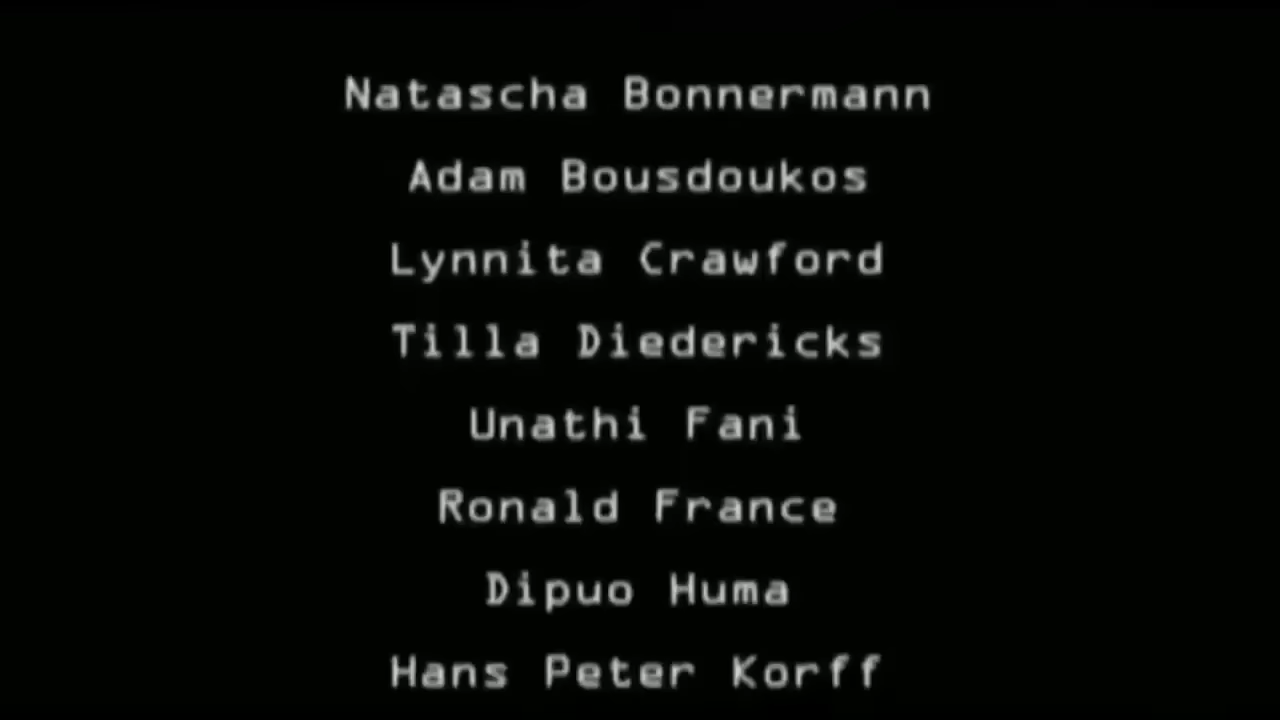 Natascha Bonnermann
Adam Bousdoukos
Lynnita Crawford
Tilla Diedericks
Unathi Fani
Ronald France
Dipuo Huma
Hans Peter Korff